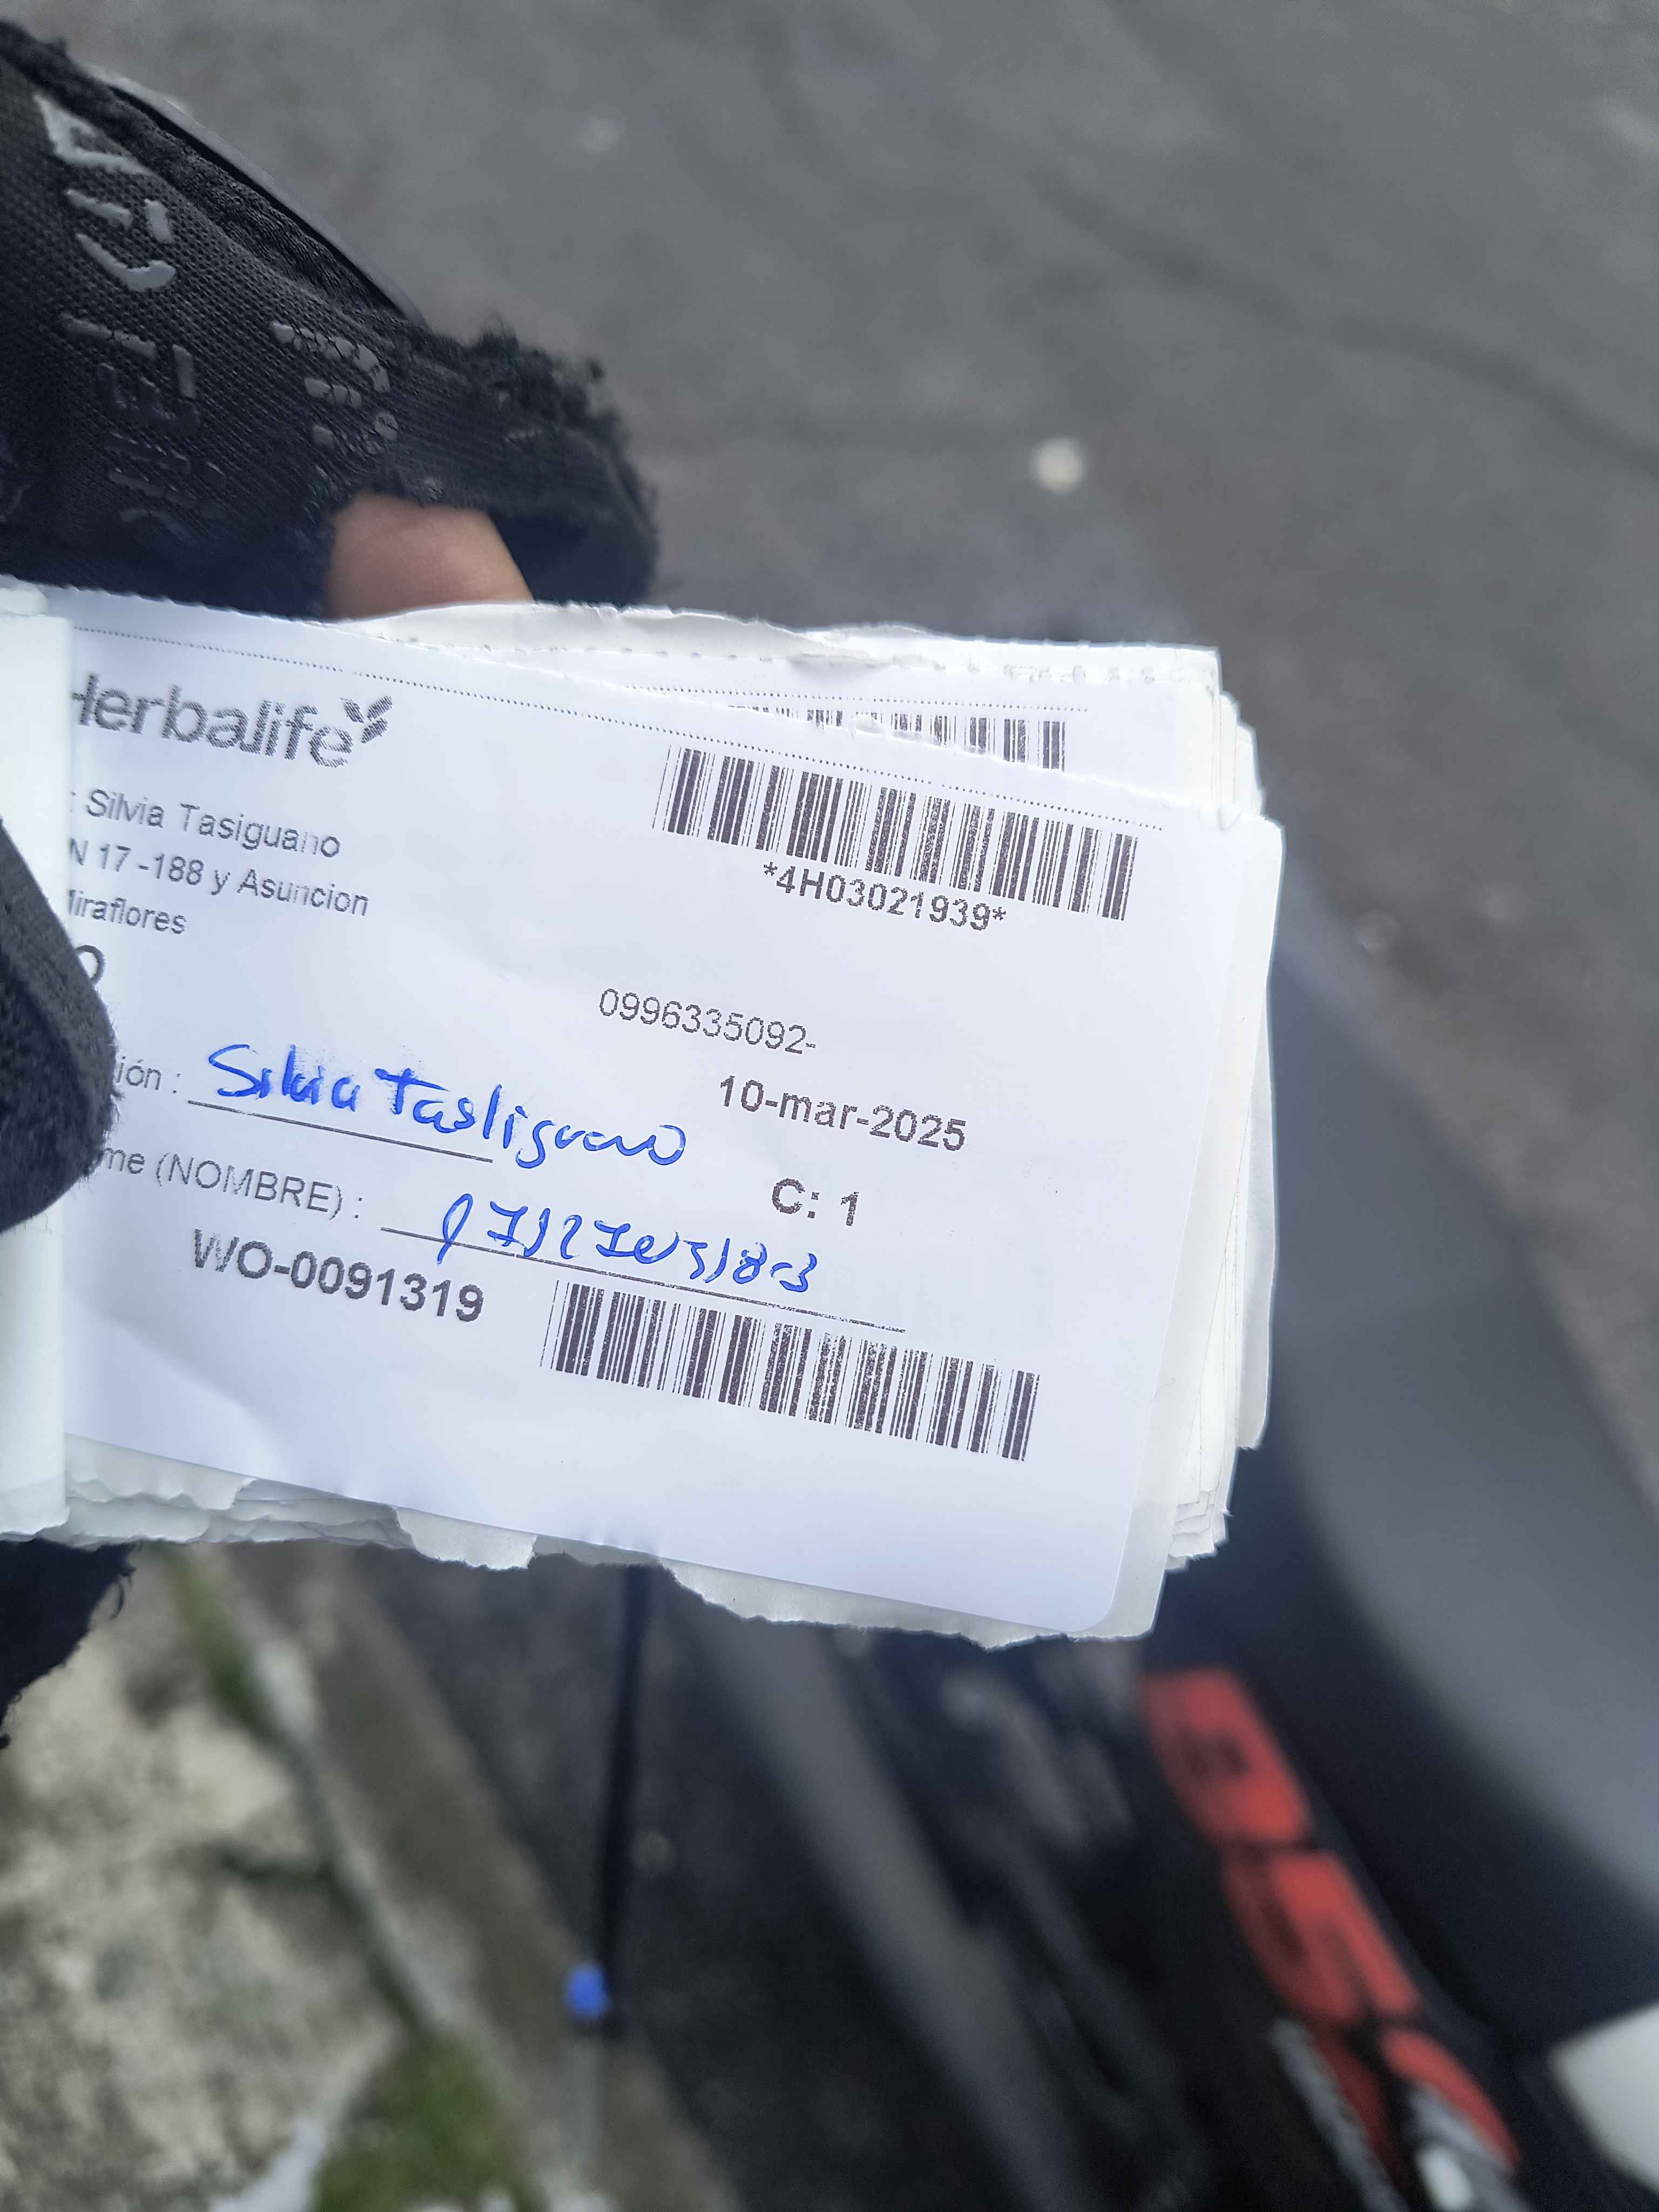 Herbalife
: Silvia Tasiguano
*4H03021939*
N 17 -188 y Asuncion
Miraflores
O
0996335092-
ión : Silvia Tasiguano
10-mar-2025
me (NOMBRE) :
C: 1
WO-0091319